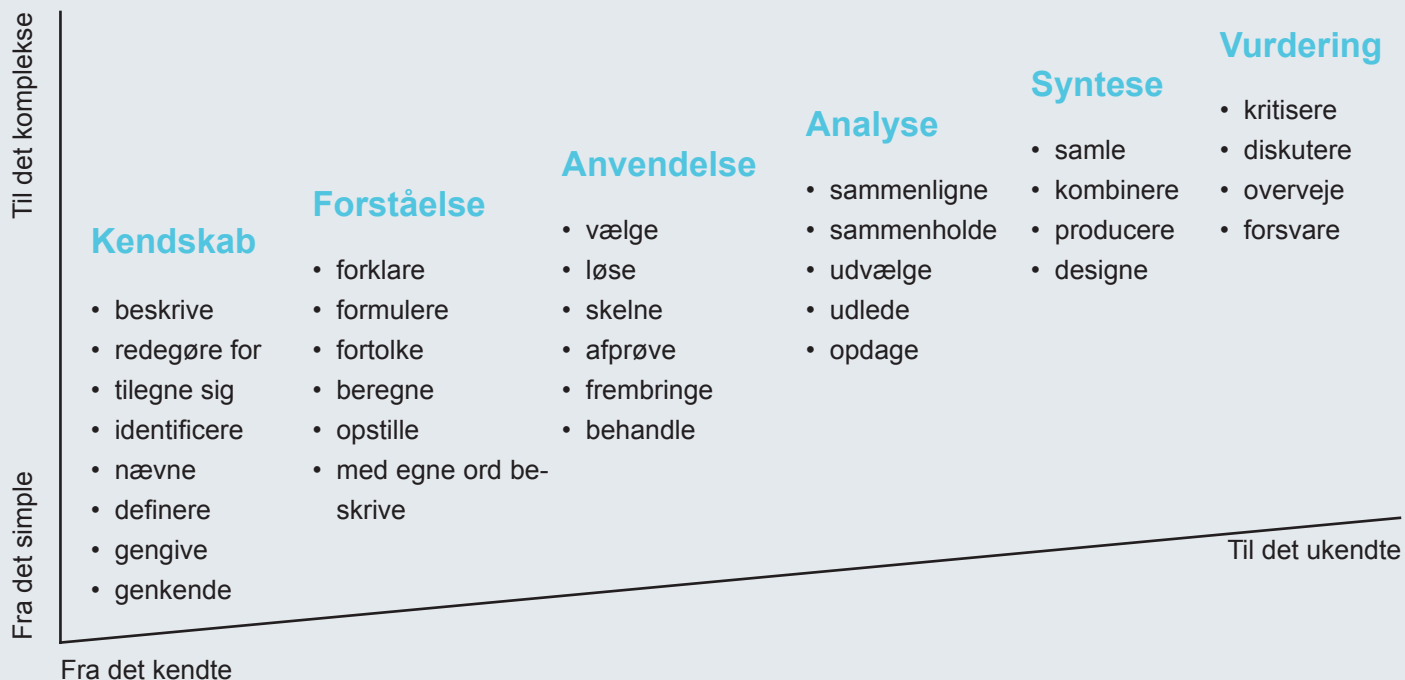 Til det komplekse
Fra det simple
Kendskab
• beskrive
• redegøre for
• tilegne sig
• identificere
• nævne
• definere
• gengive
• genkende
Forståelse
• forklare
• formulere
• fortolke
• beregne
• opstille
• med egne ord be-
skrive
Anvendelse
• vælge
• løse
• skelne
• afprøve
• frembringe
• behandle
Analyse
• sammenligne
• sammenholde
• udvælge
• udlede
• opdage
Syntese
• samle
• kombinere
• producere
• designe
Vurdering
• kritisere
• diskutere
• overveje
• forsvare
Til det ukendte
Fra det kendte